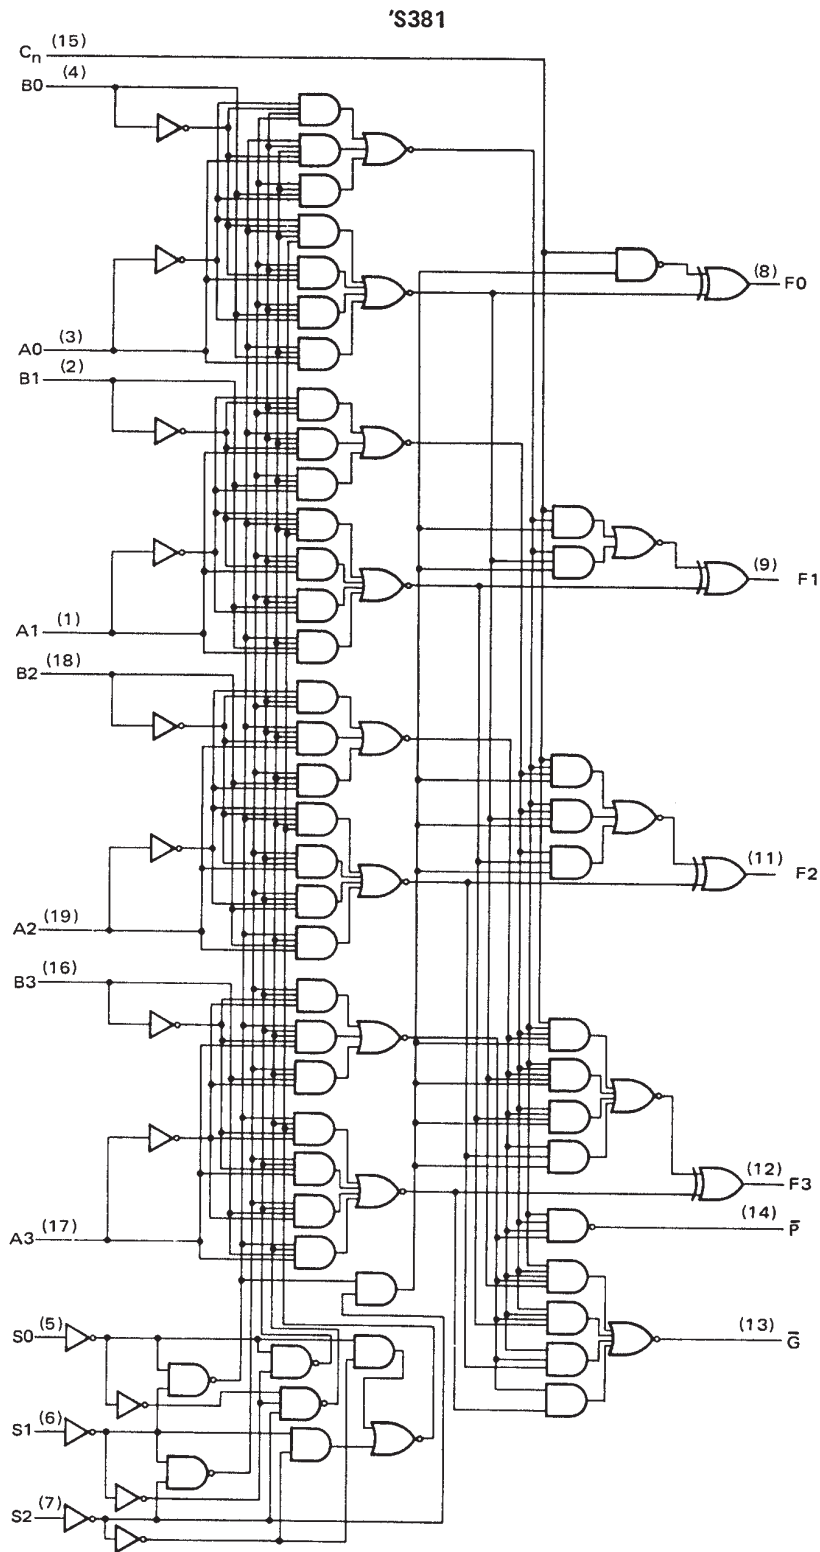 'S381
Cn (15)
B0 (4)
(8) F0
A0 (3)
B1 (2)
(9) F1
A1 (1)
B2 (18)
(11) F2
A2 (19)
B3 (16)
(12) F3
(14) P̅
A3 (17)
S0 (5)
(13) G̅
S1 (6)
S2 (7)